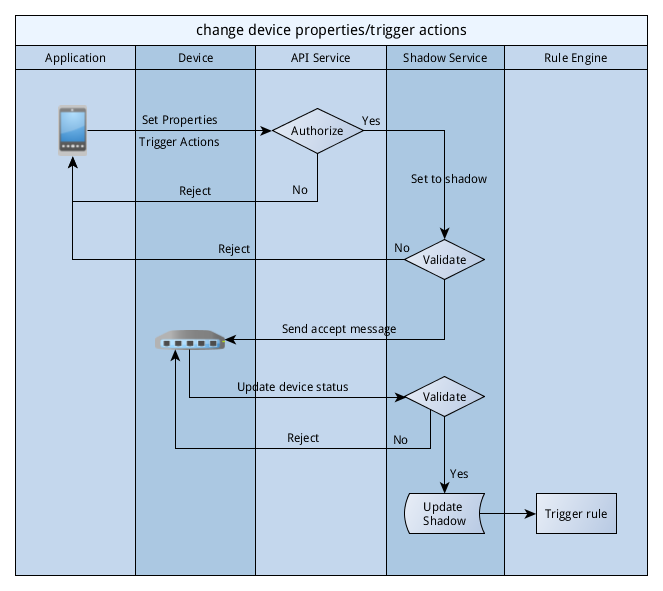 change device properties/trigger actions
Application
Device
API Service
Shadow Service
Rule Engine
Set Properties
Trigger Actions
Authorize
Yes
Set to shadow
No
Reject
No
Reject
Validate
Send accept message
Update device status
Validate
No
Reject
Yes
Update
Shadow
Trigger rule